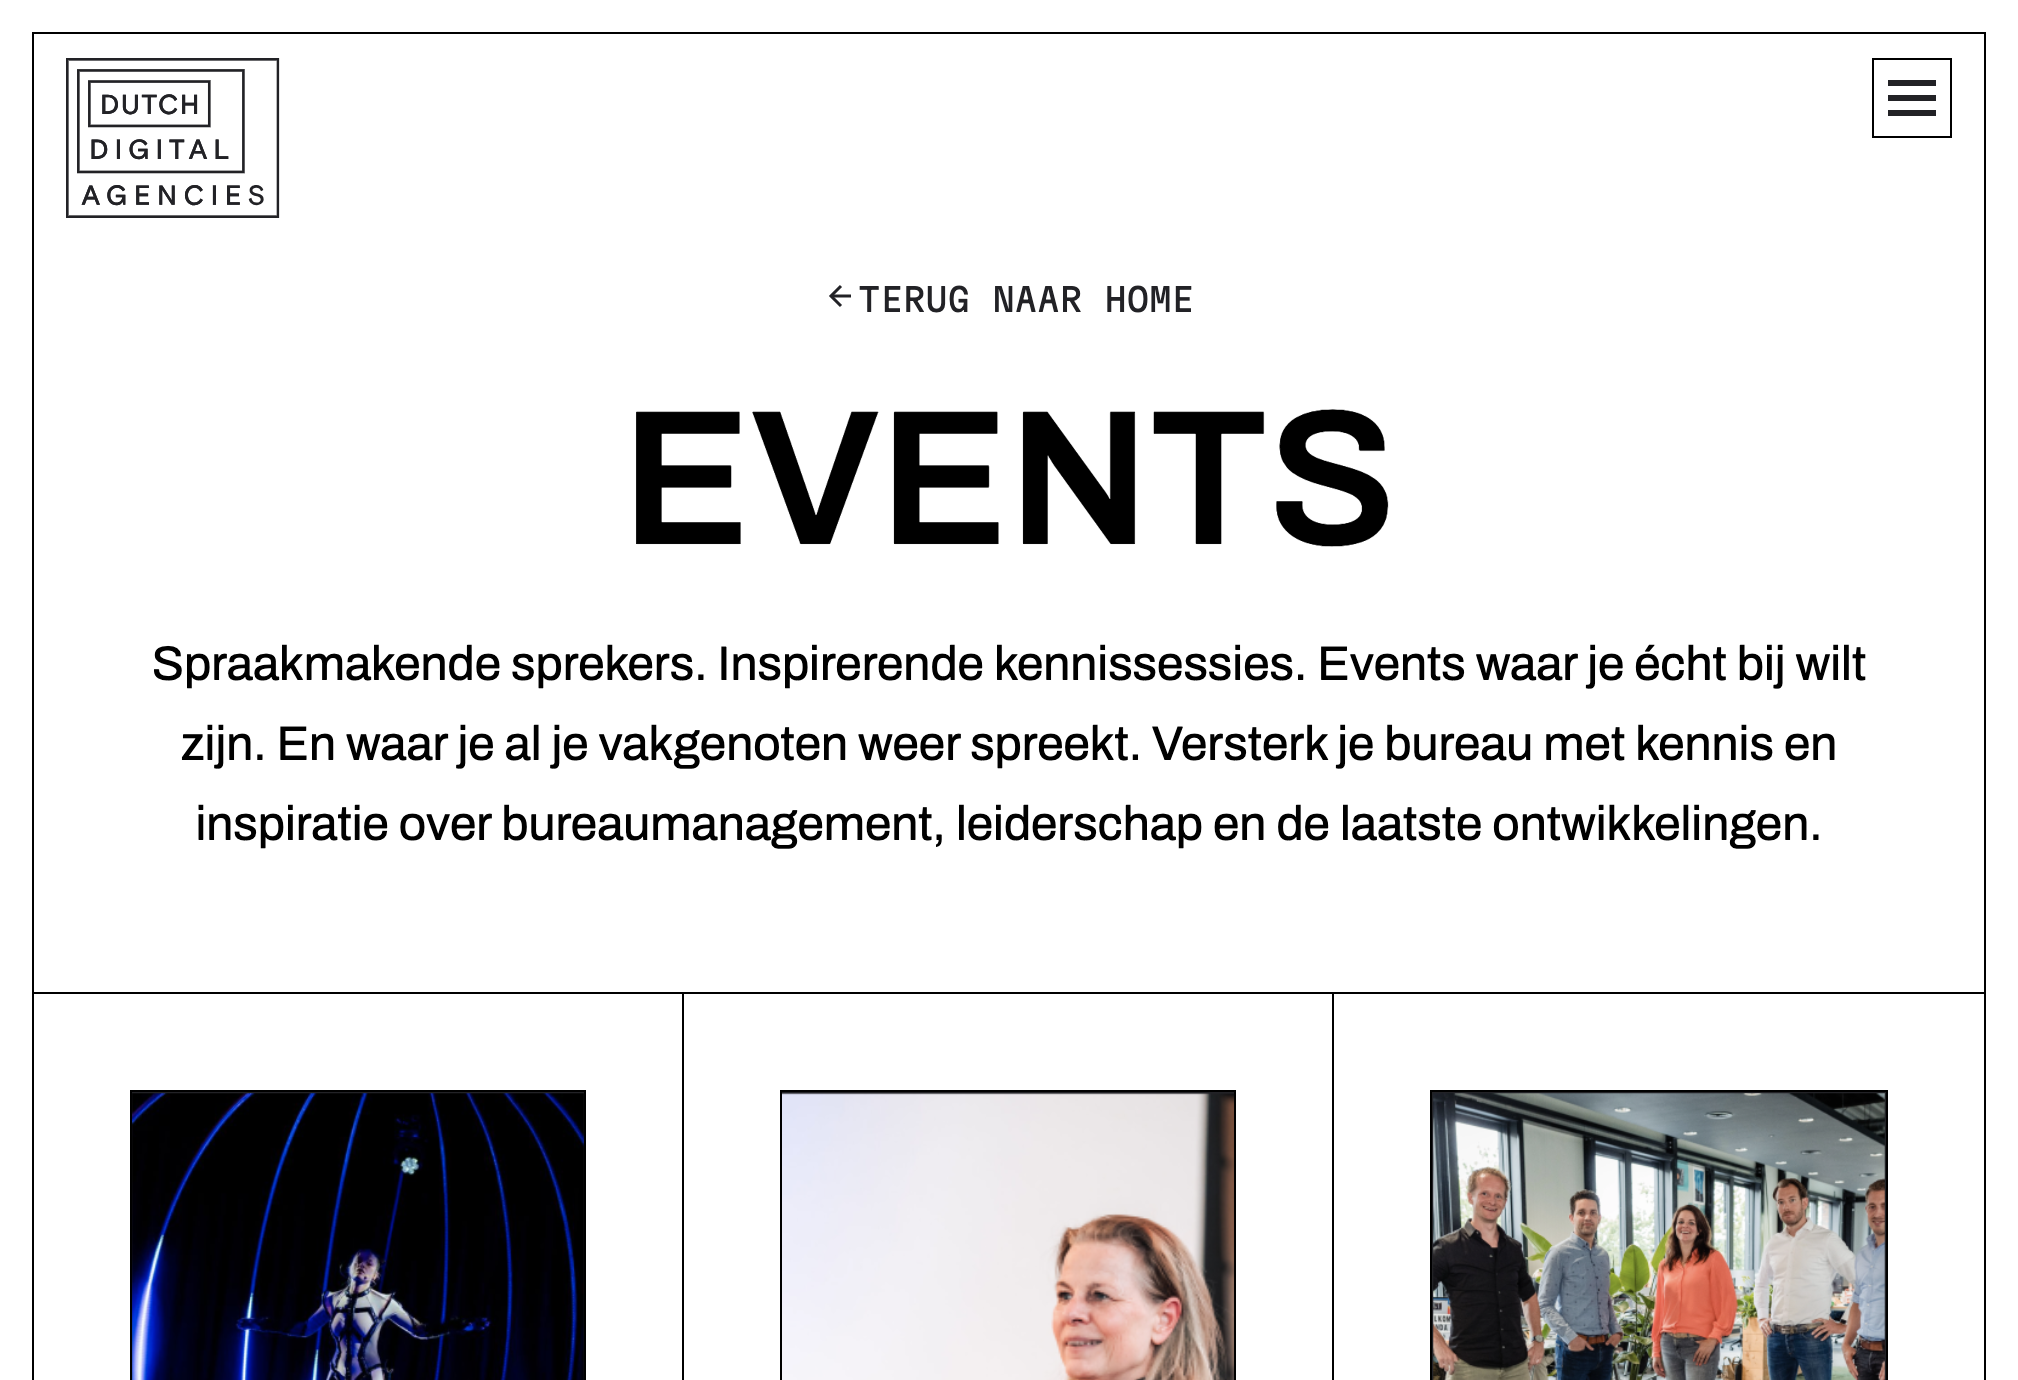 DUTCH
DIGITAL
AGENCIES
←TERUG NAAR HOME
EVENTS
Spraakmakende sprekers. Inspirerende kennissessies. Events waar je écht bij wilt
zijn. En waar je al je vakgenoten weer spreekt. Versterk je bureau met kennis en
inspiratie over bureaumanagement, leiderschap en de laatste ontwikkelingen.